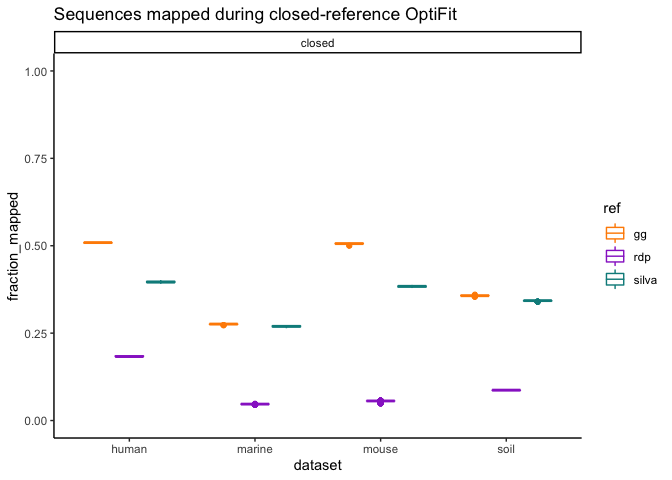 Sequences mapped during closed-reference OptiFit
closed
1.00
0.75
0.50
0.25
0.00
fraction_mapped
human
marine
mouse
soil
dataset
ref
gg
rdp
silva